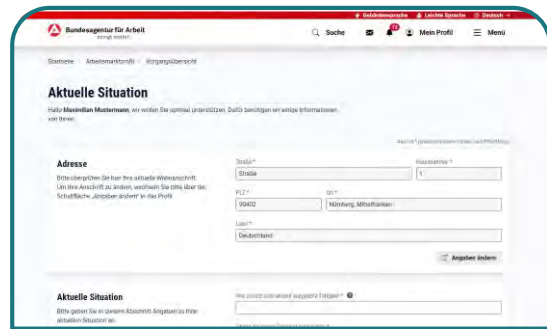 Gebärdensprache Leichte Sprache Deutsch
Bundesagentur für Arbeit
bringt weiter.
Suche
Mein Profil
Menü
Startseite Arbeitsmarktprofil Vorgangsübersicht
Aktuelle Situation
Hallo Maximilian Mustermann, wir wollen Sie optimal unterstützen. Dafür benötigen wir einige Informationen
von Ihnen.
Adresse
Bitte überprüfen Sie hier Ihre aktuelle Wohnanschrift.
Um Ihre Anschrift zu ändern, wechseln Sie bitte über die
Schaltfläche „Angaben ändern" in das Profil.
Straße *
Hausnummer *
Straße
1
PLZ *
Ort *
90402
Nürnberg, Mittelfranken
Land *
Deutschland
Angaben ändern
Aktuelle Situation
Bitte geben Sie in diesem Abschnitt Angaben zu Ihrer
aktuellen Situation an.